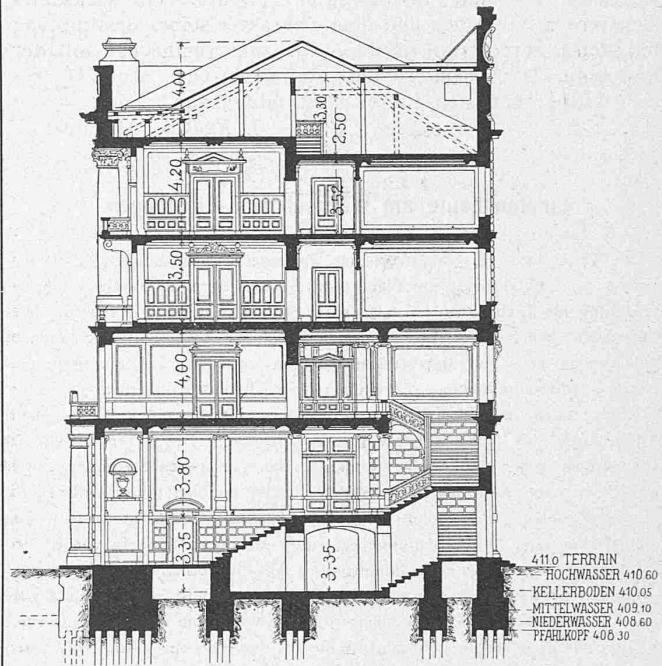 4,00
3,30
2,50
4,20
3,52
3,50
4,00
3,80
3,35
3,35
411.0 TERRAIN
HOCHWASSER 410.60
KELLERBODEN 410.05
MITTELWASSER 409.10
NIEDERWASSER 408.60
PFAHLKOPF 408.30